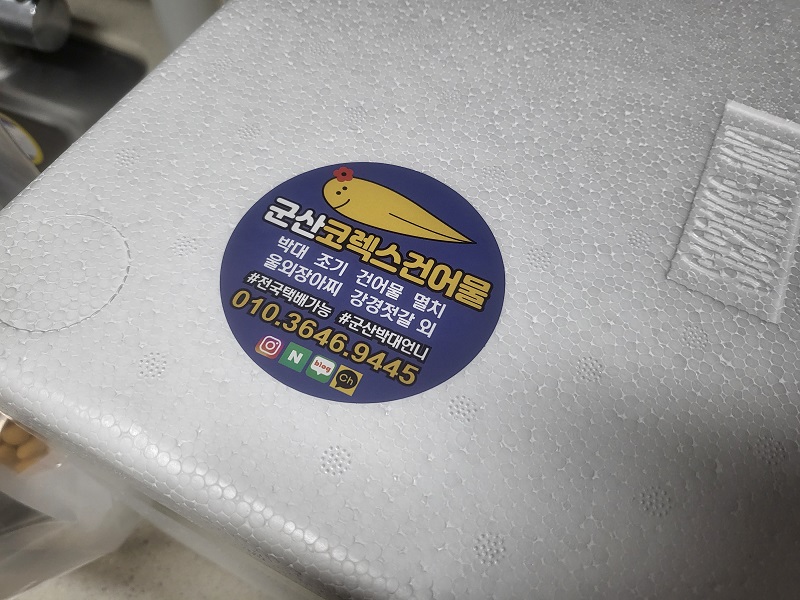 군산코렉스건어물
박대 조기 건어물 멸치
울외장아찌 강경젓갈 외
#전국택배가능 #군산박대언니
010.3646.9445
N
blog
Ch